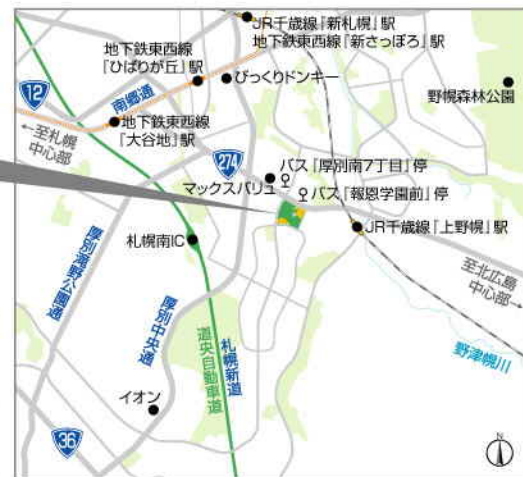 JR千歳線『新札幌』駅
地下鉄東西線『新さっぽろ』駅
地下鉄東西線
『ひばりが丘』駅
びっくりドンキー
野幌森林公園
12
南郷通
←至札幌
中心部
地下鉄東西線
『大谷地』駅
274
バス『厚別南7丁目』停
マックスバリュ
バス『報恩学園前』停
札幌南IC
JR千歳線『上野幌』駅
至北広島
中心部→
厚別滝野公園通
厚別中央通
道央自動車道
札幌新道
野津幌川
イオン
36
N